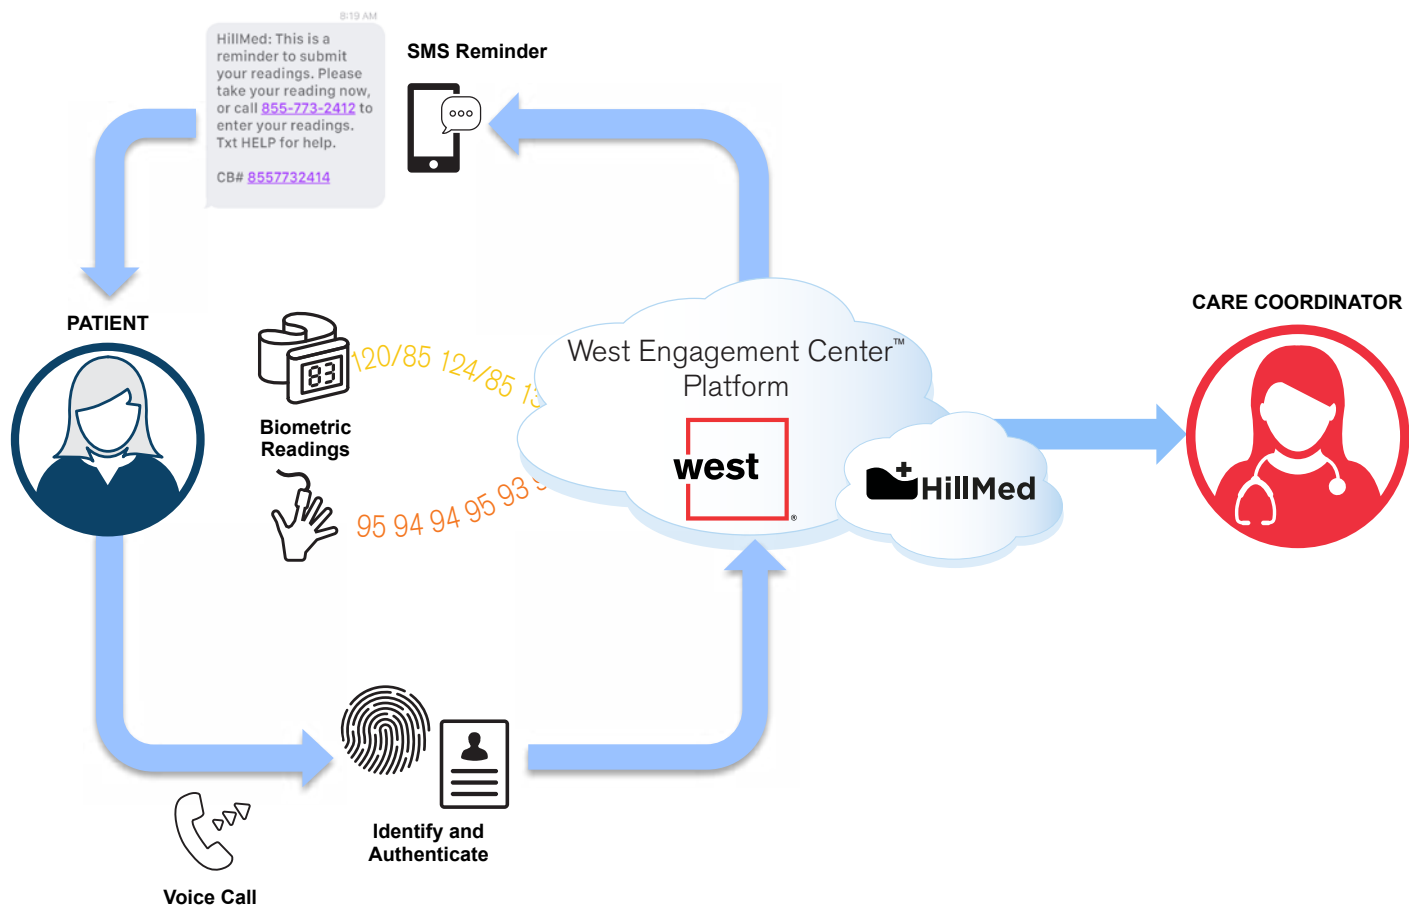 8:19 AM
HillMed: This is a
reminder to submit
your readings. Please
take your reading now,
or call 855-773-2412 to
enter your readings.
Txt HELP for help.
CB# 8557732414
SMS Reminder
PATIENT
83
120/85 124/85 13
Biometric
Readings
95 94 94 95 93 9
West Engagement Center™
Platform
west
®
HillMed
CARE COORDINATOR
Identify and
Authenticate
Voice Call